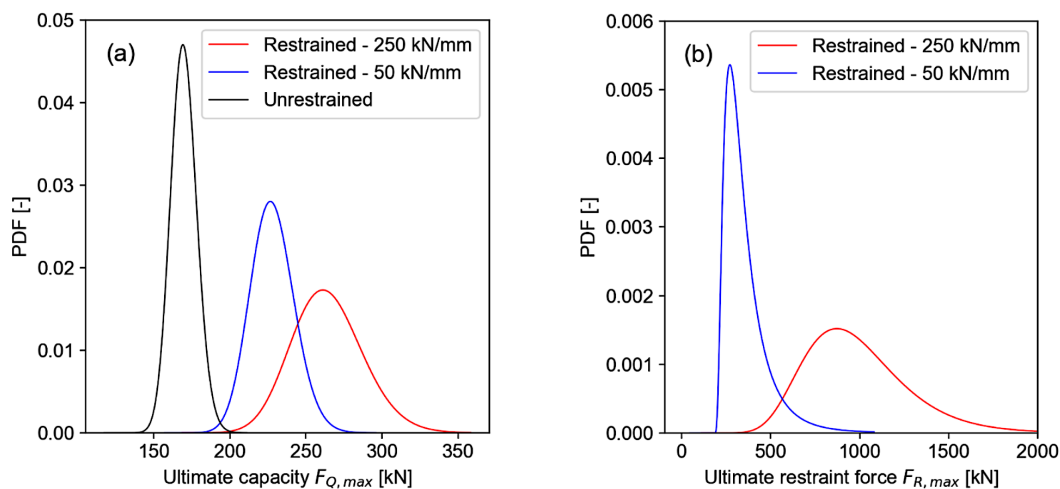 (a)
Restrained - 250 kN/mm
Restrained - 50 kN/mm
Unrestrained
0.05
0.04
0.03
0.02
0.01
0.00
PDF [-]
150 200 250 300 350
Ultimate capacity F_Q, max [kN]
(b)
Restrained - 250 kN/mm
Restrained - 50 kN/mm
0.006
0.005
0.004
0.003
0.002
0.001
0.000
PDF [-]
0 500 1000 1500 2000
Ultimate restraint force F_R, max [kN]